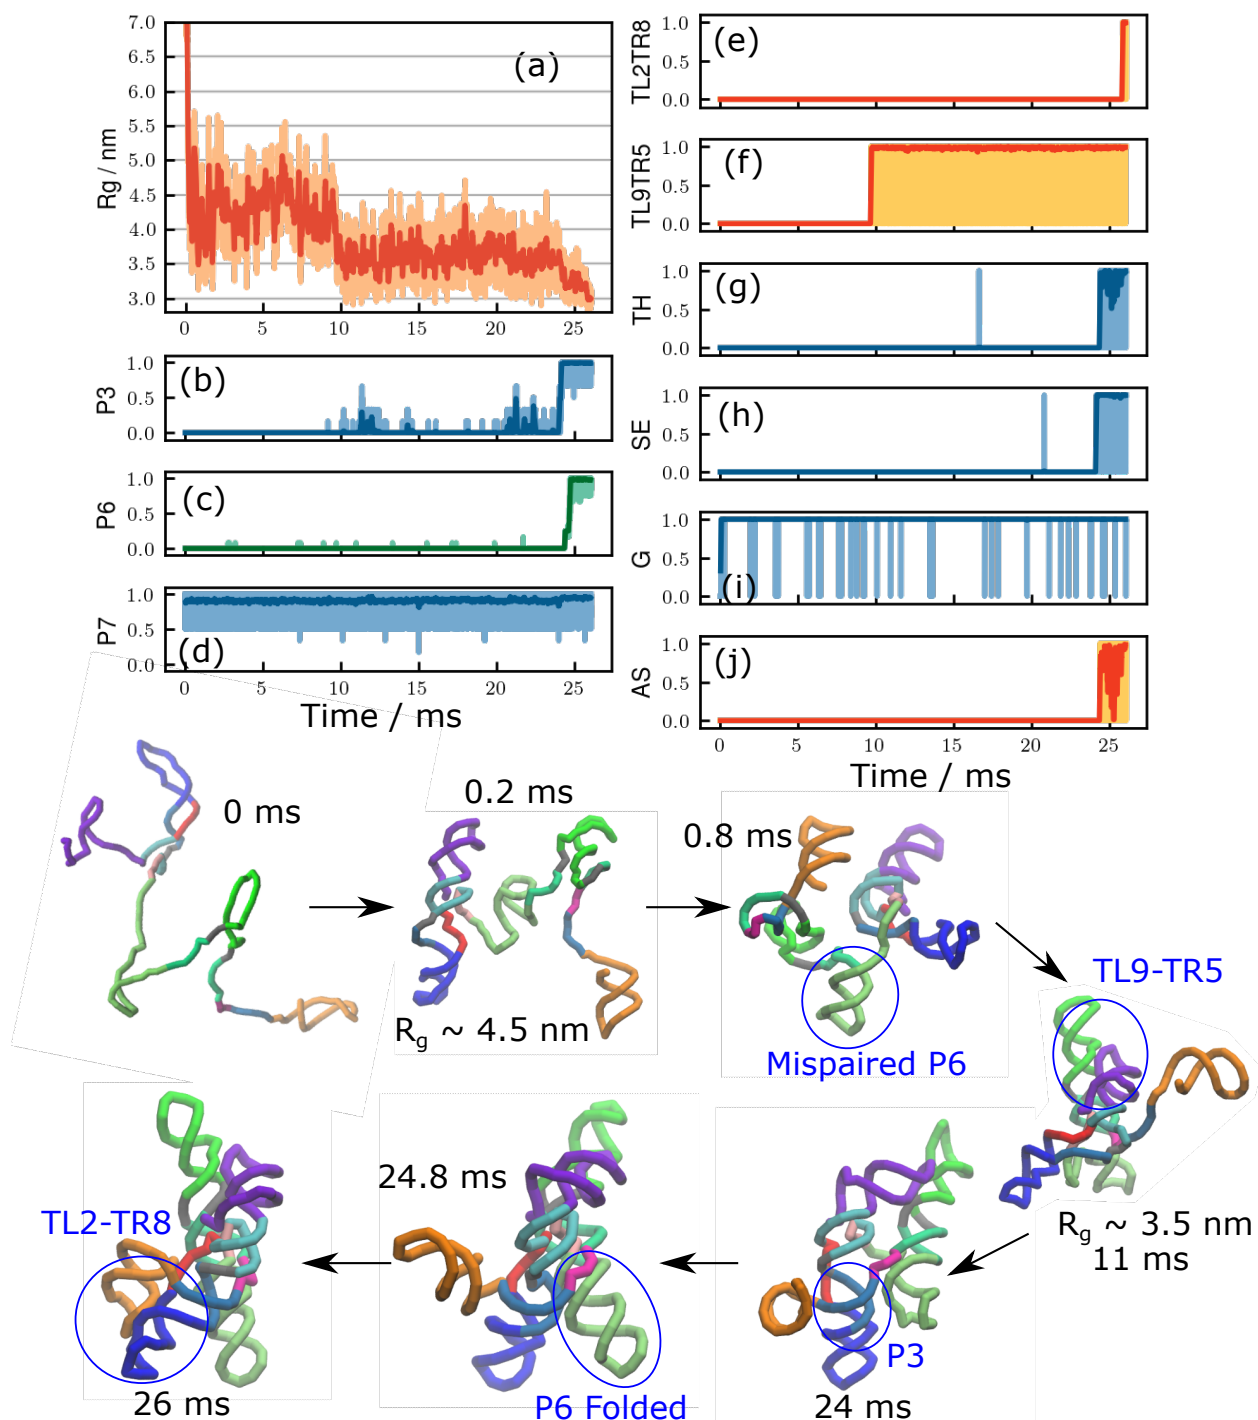 (a)
Rg / nm
7.0
6.5
6.0
5.5
5.0
4.5
4.0
3.5
3.0
0 5 10 15 20 25
(b)
P3
1.0
0.5
0.0
(c)
P6
1.0
0.5
0.0
(d)
P7
1.0
0.5
0.0
0 5 10 15 20 25
Time / ms
(e)
TL2TR8
1.0
0.5
0.0
(f)
TL9TR5
1.0
0.5
0.0
(g)
TH
1.0
0.5
0.0
(h)
SE
1.0
0.5
0.0
(i)
G
1.0
0.5
0.0
(j)
AS
1.0
0.5
0.0
0 5 10 15 20 25
Time / ms
0 ms
0.2 ms
Rg ~ 4.5 nm
0.8 ms
Mispaired P6
TL9-TR5
Rg ~ 3.5 nm
11 ms
P3
24 ms
24.8 ms
P6 Folded
TL2-TR8
26 ms